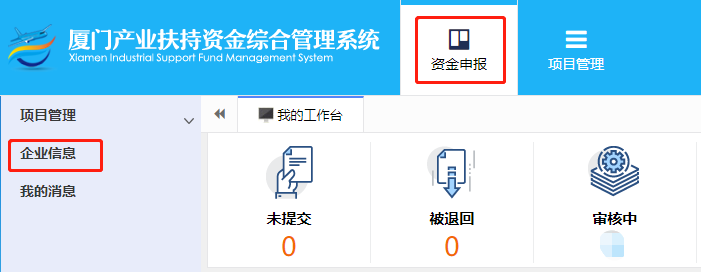 厦门产业扶持资金综合管理系统
Xiamen Industrial Support Fund Management System
资金申报
项目管理
项目管理
企业信息
我的消息
我的工作台
未提交
0
被退回
0
审核中